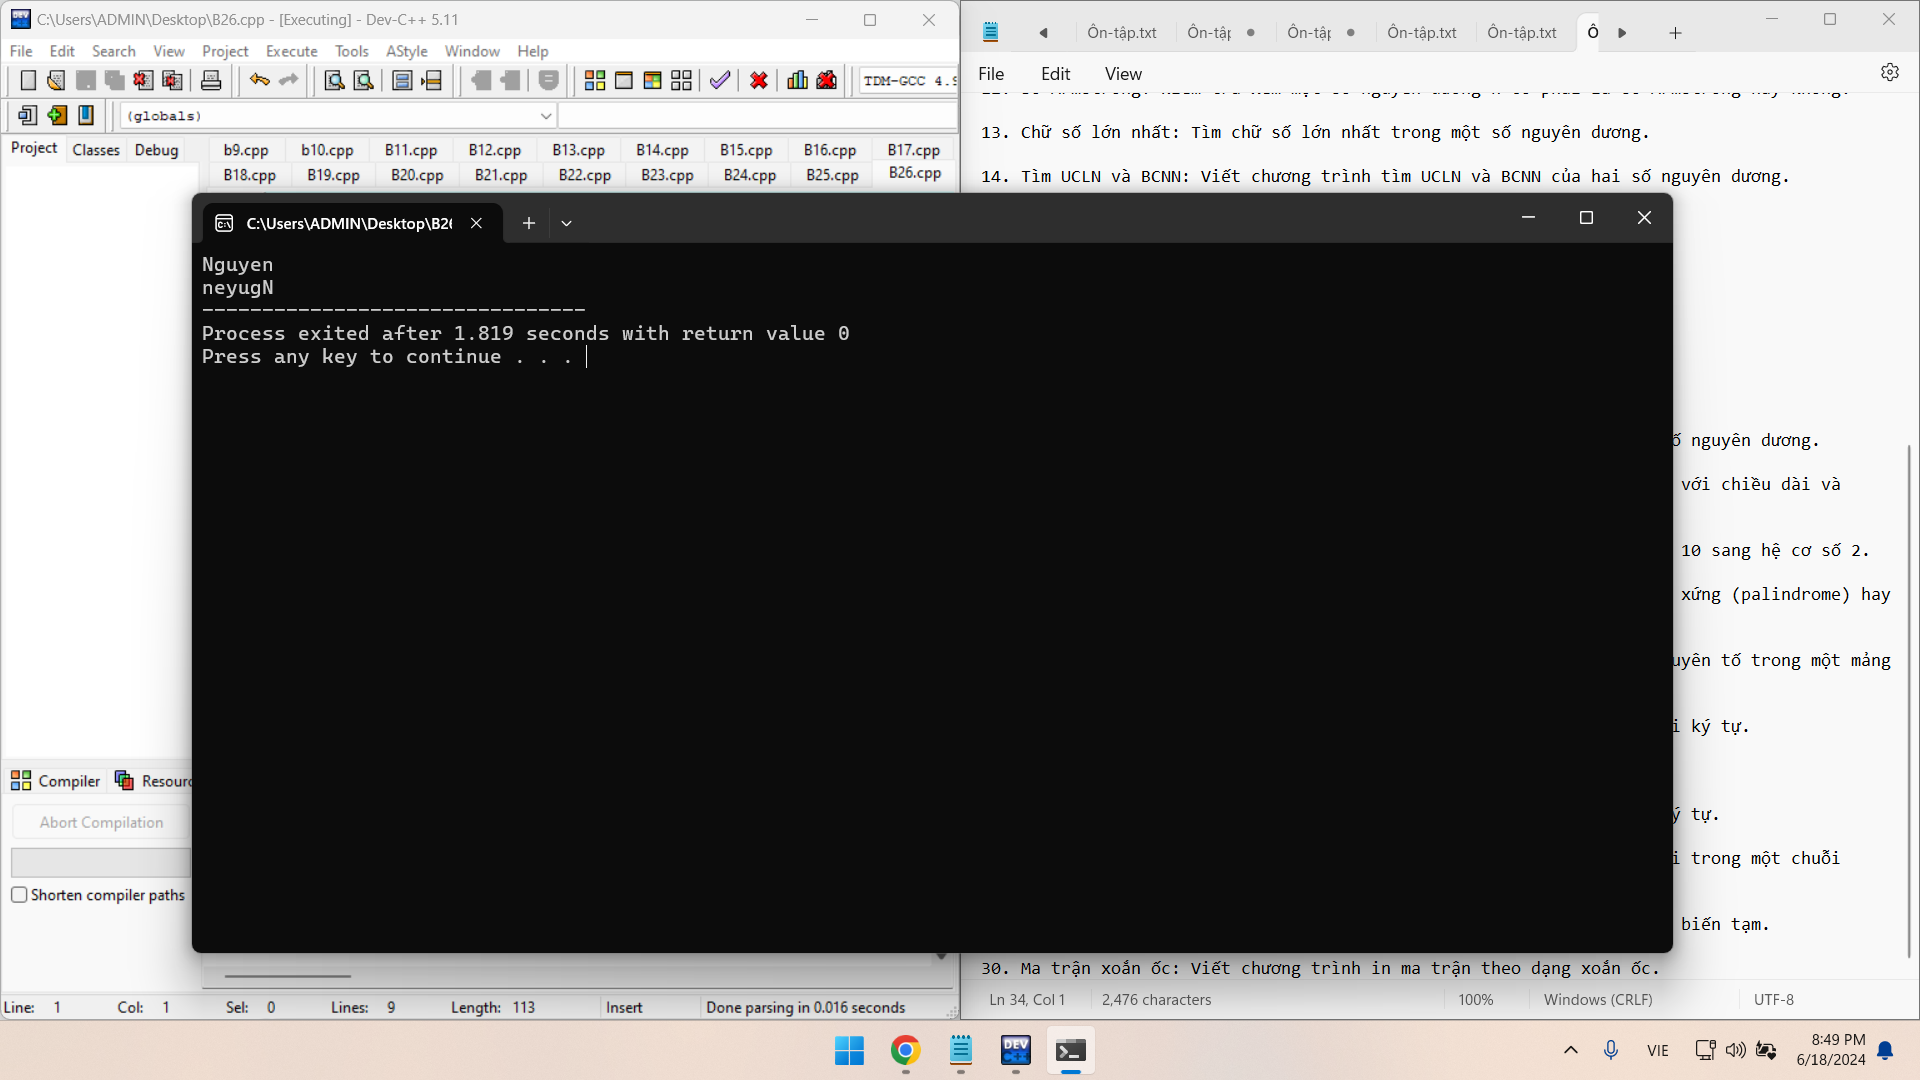 C:\Users\ADMIN\Desktop\B26.cpp - [Executing] - Dev-C++ 5.11
File Edit Search View Project Execute Tools AStyle Window Help
TDM-GCC 4.9
(globals)
Project Classes Debug
b9.cpp b10.cpp B11.cpp B12.cpp B13.cpp B14.cpp B15.cpp B16.cpp B17.cpp
B18.cpp B19.cpp B20.cpp B21.cpp B22.cpp B23.cpp B24.cpp B25.cpp B26.cpp
Compiler Resourc
Abort Compilation
Shorten compiler paths
Line: 1 Col: 1 Sel: 0 Lines: 9 Length: 113 Insert Done parsing in 0.016 seconds
C:\Users\ADMIN\Desktop\B26
Nguyen
neyugN
--------------------------------
Process exited after 1.819 seconds with return value 0
Press any key to continue . . .
Ôn-tập.txt Ôn-tập Ôn-tập Ôn-tập.txt Ôn-tập.txt Ô
File Edit View
13. Chữ số lớn nhất: Tìm chữ số lớn nhất trong một số nguyên dương.
14. Tìm UCLN và BCNN: Viết chương trình tìm UCLN và BCNN của hai số nguyên dương.
ố nguyên dương.
với chiều dài và
10 sang hệ cơ số 2.
xứng (palindrome) hay
uyên tố trong một mảng
i ký tự.
ý tự.
i trong một chuỗi
biến tạm.
30. Ma trận xoắn ốc: Viết chương trình in ma trận theo dạng xoắn ốc.
Ln 34, Col 1 2,476 characters 100% Windows (CRLF) UTF-8
DEV C++
VIE
8:49 PM
6/18/2024